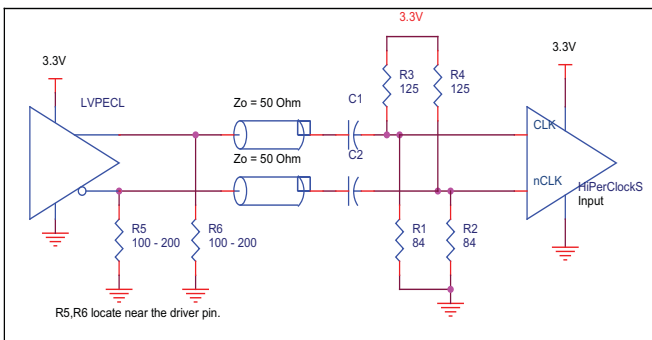 3.3V
3.3V
3.3V
LVPECL
Zo = 50 Ohm
C1
R3
125
R4
125
CLK
Zo = 50 Ohm
C2
nCLK
HiPerClockS
Input
R5
100 - 200
R6
100 - 200
R1
84
R2
84
R5,R6 locate near the driver pin.